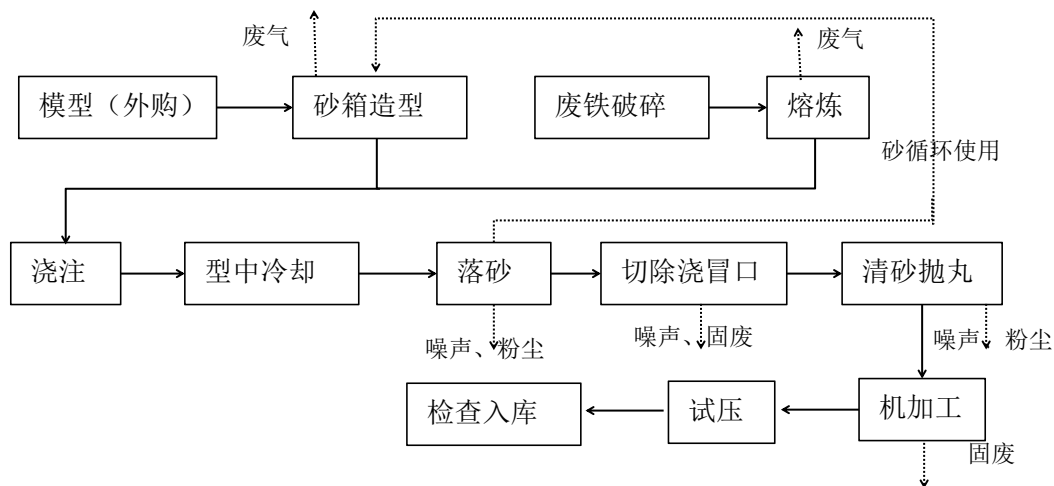 废气
废气
模型（外购）
砂箱造型
废铁破碎
熔炼
砂循环使用
浇注
型中冷却
落砂
切除浇冒口
清砂抛丸
噪声、粉尘
噪声、固废
噪声、粉尘
检查入库
试压
机加工
固废